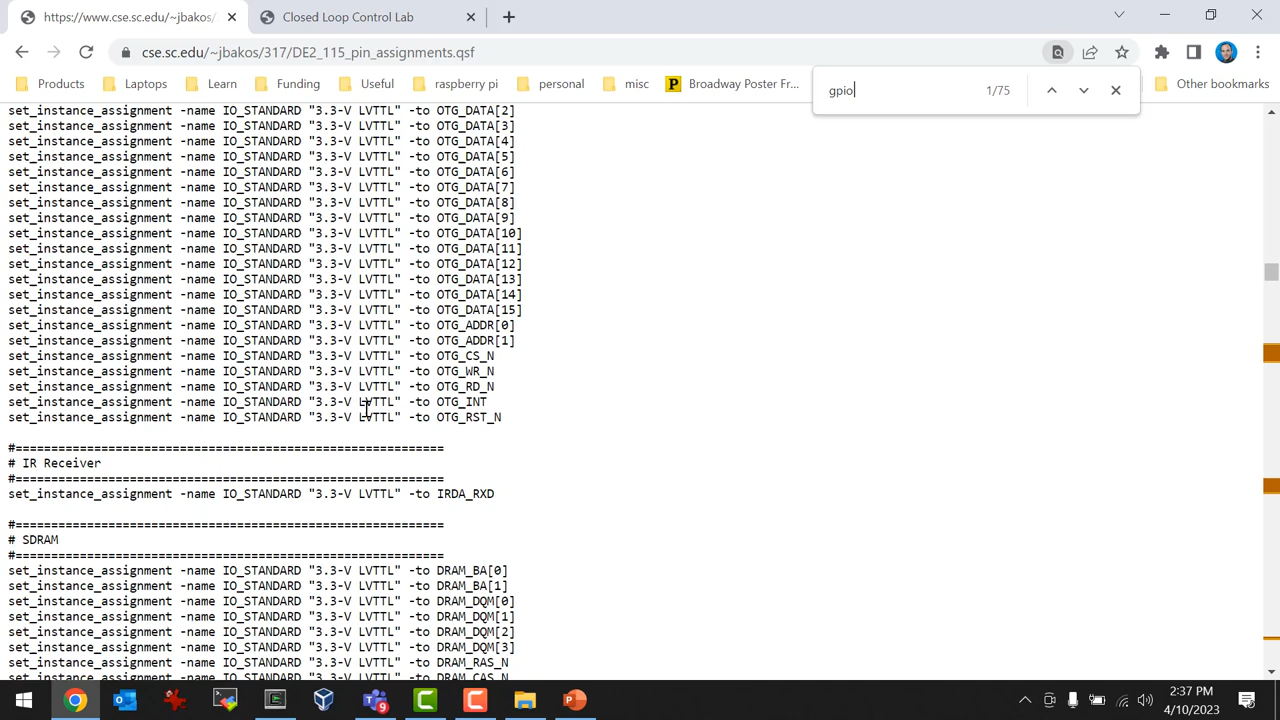 https://www.cse.sc.edu/~jbakos/
Closed Loop Control Lab
cse.sc.edu/~jbakos/317/DE2_115_pin_assignments.qsf
Products
Laptops
Learn
Funding
Useful
raspberry pi
personal
misc
P
Broadway Poster Fr...
Other bookmarks
gpio
1/75
set_instance_assignment -name IO_STANDARD "3.3-V LVTTL" -to OTG_DATA[2]
set_instance_assignment -name IO_STANDARD "3.3-V LVTTL" -to OTG_DATA[3]
set_instance_assignment -name IO_STANDARD "3.3-V LVTTL" -to OTG_DATA[4]
set_instance_assignment -name IO_STANDARD "3.3-V LVTTL" -to OTG_DATA[5]
set_instance_assignment -name IO_STANDARD "3.3-V LVTTL" -to OTG_DATA[6]
set_instance_assignment -name IO_STANDARD "3.3-V LVTTL" -to OTG_DATA[7]
set_instance_assignment -name IO_STANDARD "3.3-V LVTTL" -to OTG_DATA[8]
set_instance_assignment -name IO_STANDARD "3.3-V LVTTL" -to OTG_DATA[9]
set_instance_assignment -name IO_STANDARD "3.3-V LVTTL" -to OTG_DATA[10]
set_instance_assignment -name IO_STANDARD "3.3-V LVTTL" -to OTG_DATA[11]
set_instance_assignment -name IO_STANDARD "3.3-V LVTTL" -to OTG_DATA[12]
set_instance_assignment -name IO_STANDARD "3.3-V LVTTL" -to OTG_DATA[13]
set_instance_assignment -name IO_STANDARD "3.3-V LVTTL" -to OTG_DATA[14]
set_instance_assignment -name IO_STANDARD "3.3-V LVTTL" -to OTG_DATA[15]
set_instance_assignment -name IO_STANDARD "3.3-V LVTTL" -to OTG_ADDR[0]
set_instance_assignment -name IO_STANDARD "3.3-V LVTTL" -to OTG_ADDR[1]
set_instance_assignment -name IO_STANDARD "3.3-V LVTTL" -to OTG_CS_N
set_instance_assignment -name IO_STANDARD "3.3-V LVTTL" -to OTG_WR_N
set_instance_assignment -name IO_STANDARD "3.3-V LVTTL" -to OTG_RD_N
set_instance_assignment -name IO_STANDARD "3.3-V LVTTL" -to OTG_INT
set_instance_assignment -name IO_STANDARD "3.3-V LVTTL" -to OTG_RST_N
#============================================================
# IR Receiver
#============================================================
set_instance_assignment -name IO_STANDARD "3.3-V LVTTL" -to IRDA_RXD
#============================================================
# SDRAM
#============================================================
set_instance_assignment -name IO_STANDARD "3.3-V LVTTL" -to DRAM_BA[0]
set_instance_assignment -name IO_STANDARD "3.3-V LVTTL" -to DRAM_BA[1]
set_instance_assignment -name IO_STANDARD "3.3-V LVTTL" -to DRAM_DQM[0]
set_instance_assignment -name IO_STANDARD "3.3-V LVTTL" -to DRAM_DQM[1]
set_instance_assignment -name IO_STANDARD "3.3-V LVTTL" -to DRAM_DQM[2]
set_instance_assignment -name IO_STANDARD "3.3-V LVTTL" -to DRAM_DQM[3]
set_instance_assignment -name IO_STANDARD "3.3-V LVTTL" -to DRAM_RAS_N
set_instance_assignment -name IO_STANDARD "3.3-V LVTTL" -to DRAM_CAS_N
9
2:37 PM
4/10/2023